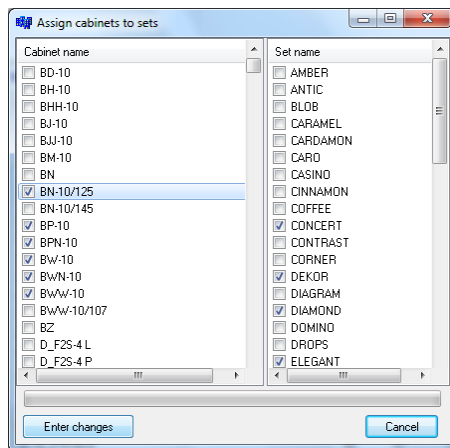 Assign cabinets to sets
Cabinet name
BD-10
BH-10
BHH-10
BJ-10
BJJ-10
BM-10
BN
BN-10/125
BN-10/145
BP-10
BPN-10
BW-10
BWN-10
BWW-10
BWW-10/107
BZ
D_F2S-4 L
D_F2S-4 P
Set name
AMBER
ANTIC
BLOB
CARAMEL
CARDAMON
CARO
CASINO
CINNAMON
COFFEE
CONCERT
CONTRAST
CORNER
DEKOR
DIAGRAM
DIAMOND
DOMINO
DROPS
ELEGANT
Enter changes
Cancel